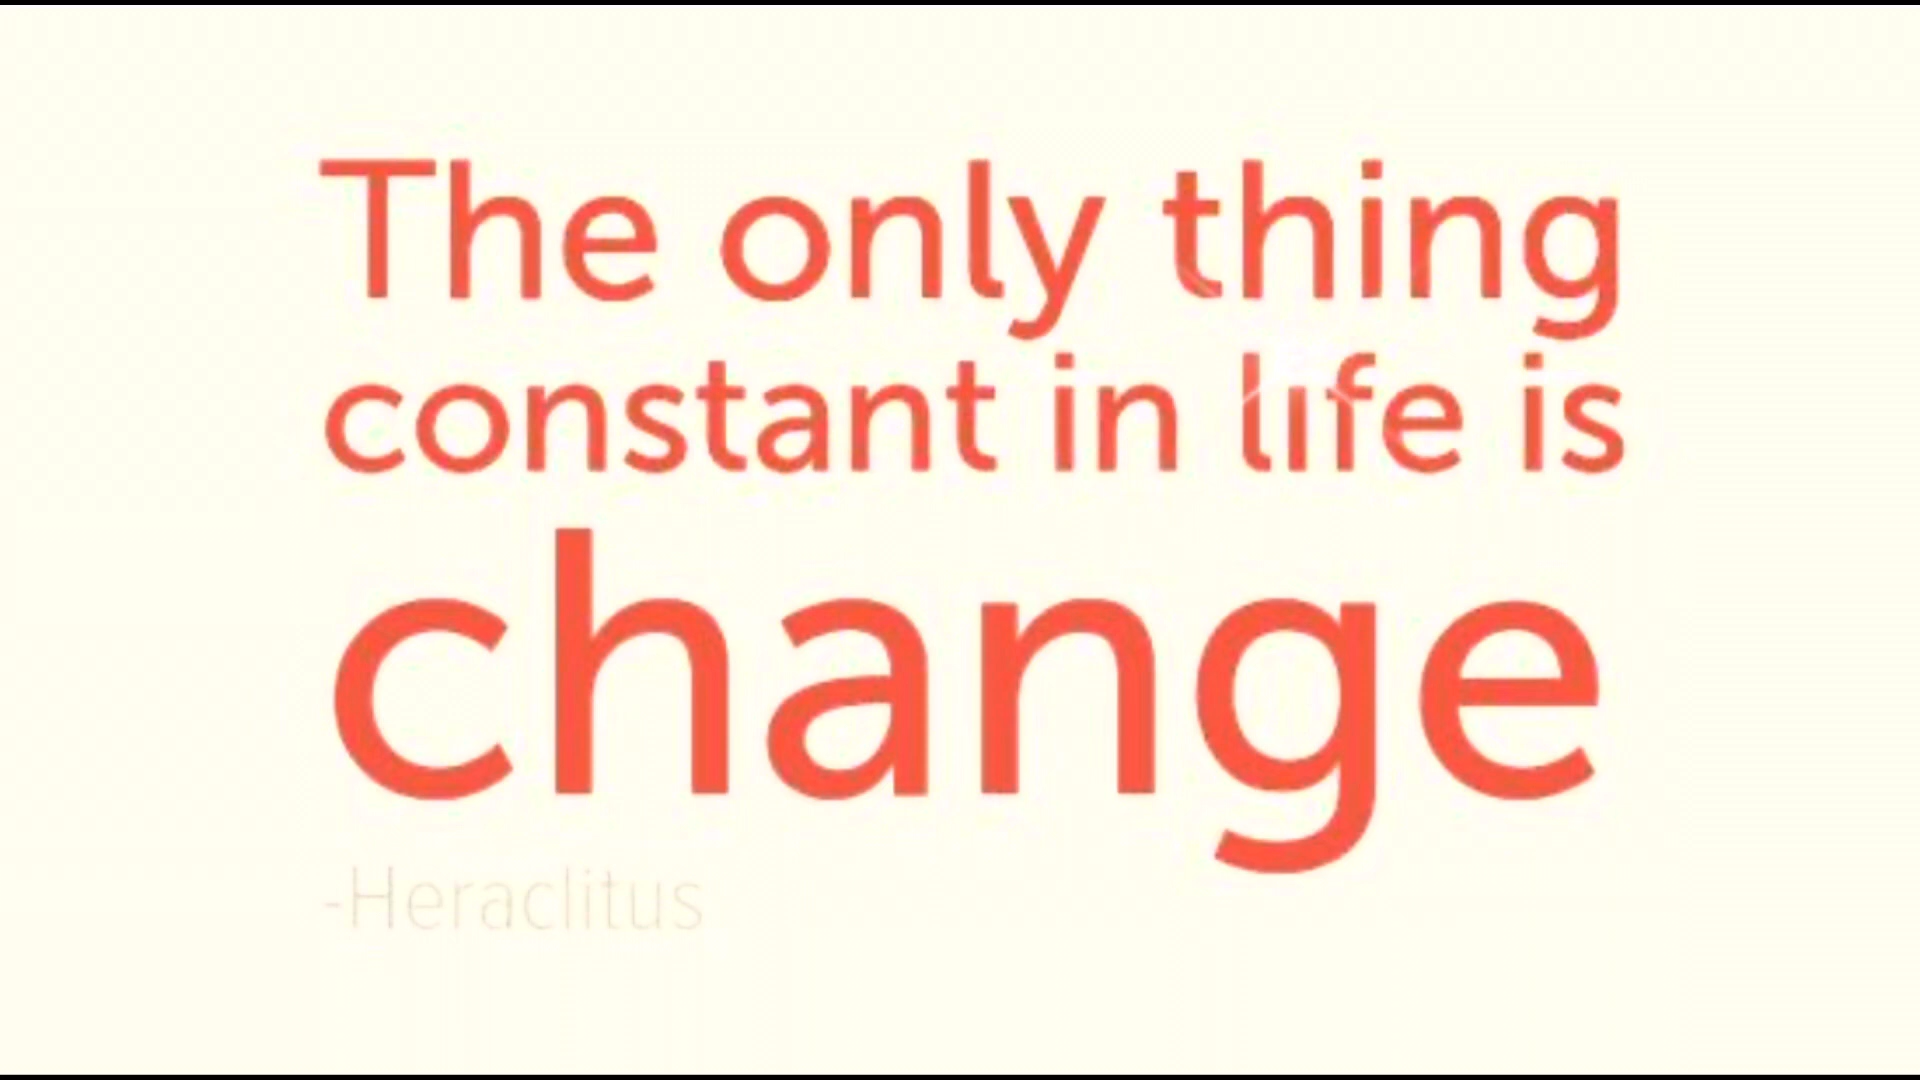 The only thing
constant in life is
change
-Heraclitus